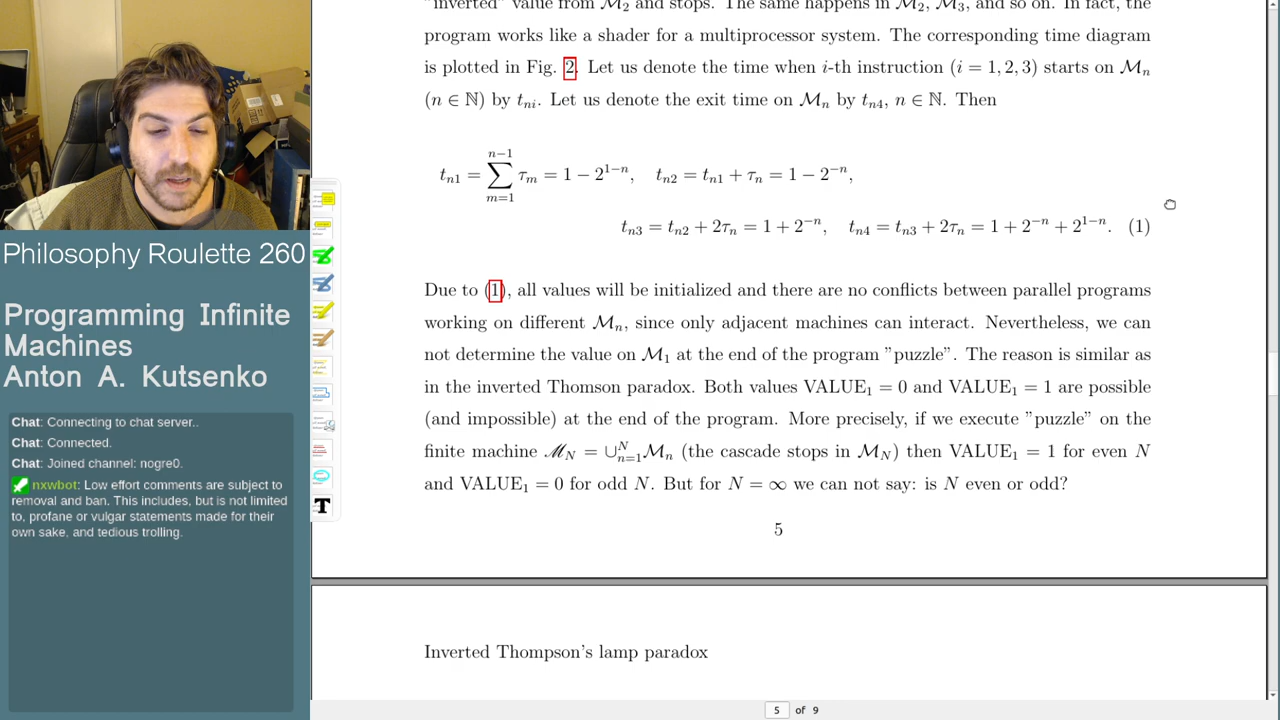 "inverted" value from ℳ₂ and stops. The same happens in ℳ₂, ℳ₃, and so on. In fact, the
program works like a shader for a multiprocessor system. The corresponding time diagram
is plotted in Fig. 2. Let us denote the time when i-th instruction (i = 1, 2, 3) starts on ℳₙ
(n ∈ ℕ) by tₙᵢ. Let us denote the exit time on ℳₙ by tₙ₄, n ∈ ℕ. Then
tₙ₁ = ∑_{m=1}^{n−1} τₘ = 1 − 2^{1−n}, tₙ₂ = tₙ₁ + τₙ = 1 − 2^{−n},
tₙ₃ = tₙ₂ + 2τₙ = 1 + 2^{−n}, tₙ₄ = tₙ₃ + 2τₙ = 1 + 2^{−n} + 2^{1−n}. (1)
Due to (1), all values will be initialized and there are no conflicts between parallel programs
working on different ℳₙ, since only adjacent machines can interact. Nevertheless, we can
not determine the value on ℳ₁ at the end of the program "puzzle". The reason is similar as
in the inverted Thomson paradox. Both values VALUE₁ = 0 and VALUE₁ = 1 are possible
(and impossible) at the end of the program. More precisely, if we execute "puzzle" on the
finite machine ℳ_N = ∪_{n=1}^{N} ℳₙ (the cascade stops in ℳ_N) then VALUE₁ = 1 for even N
and VALUE₁ = 0 for odd N. But for N = ∞ we can not say: is N even or odd?
5
Inverted Thompson's lamp paradox
5 of 9
Philosophy Roulette 260
Programming Infinite
Machines
Anton A. Kutsenko
Chat: Connecting to chat server..
Chat: Connected.
Chat: Joined channel: nogre0.
nxwbot: Low effort comments are subject to
removal and ban. This includes, but is not limited
to, profane or vulgar statements made for their
own sake, and tedious trolling.
T